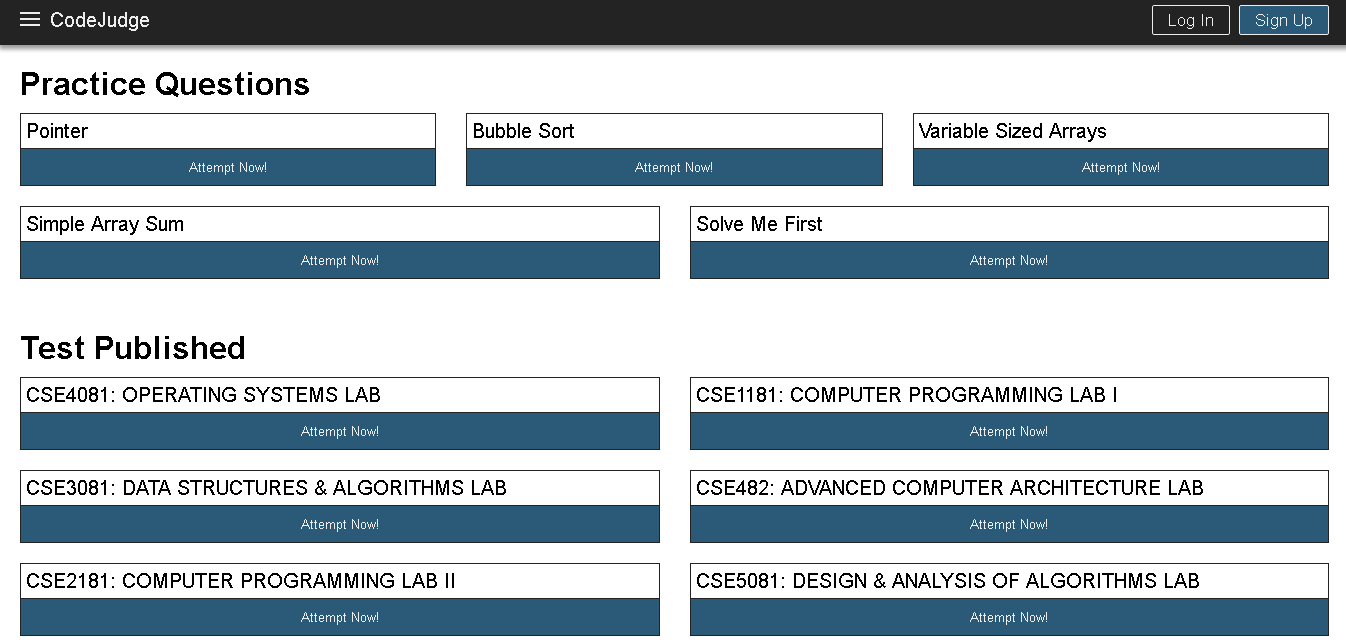 CodeJudge
Log In
Sign Up
Practice Questions
Pointer
Bubble Sort
Variable Sized Arrays
Attempt Now!
Attempt Now!
Attempt Now!
Simple Array Sum
Solve Me First
Attempt Now!
Attempt Now!
Test Published
CSE4081: OPERATING SYSTEMS LAB
CSE1181: COMPUTER PROGRAMMING LAB I
Attempt Now!
Attempt Now!
CSE3081: DATA STRUCTURES & ALGORITHMS LAB
CSE482: ADVANCED COMPUTER ARCHITECTURE LAB
Attempt Now!
Attempt Now!
CSE2181: COMPUTER PROGRAMMING LAB II
CSE5081: DESIGN & ANALYSIS OF ALGORITHMS LAB
Attempt Now!
Attempt Now!